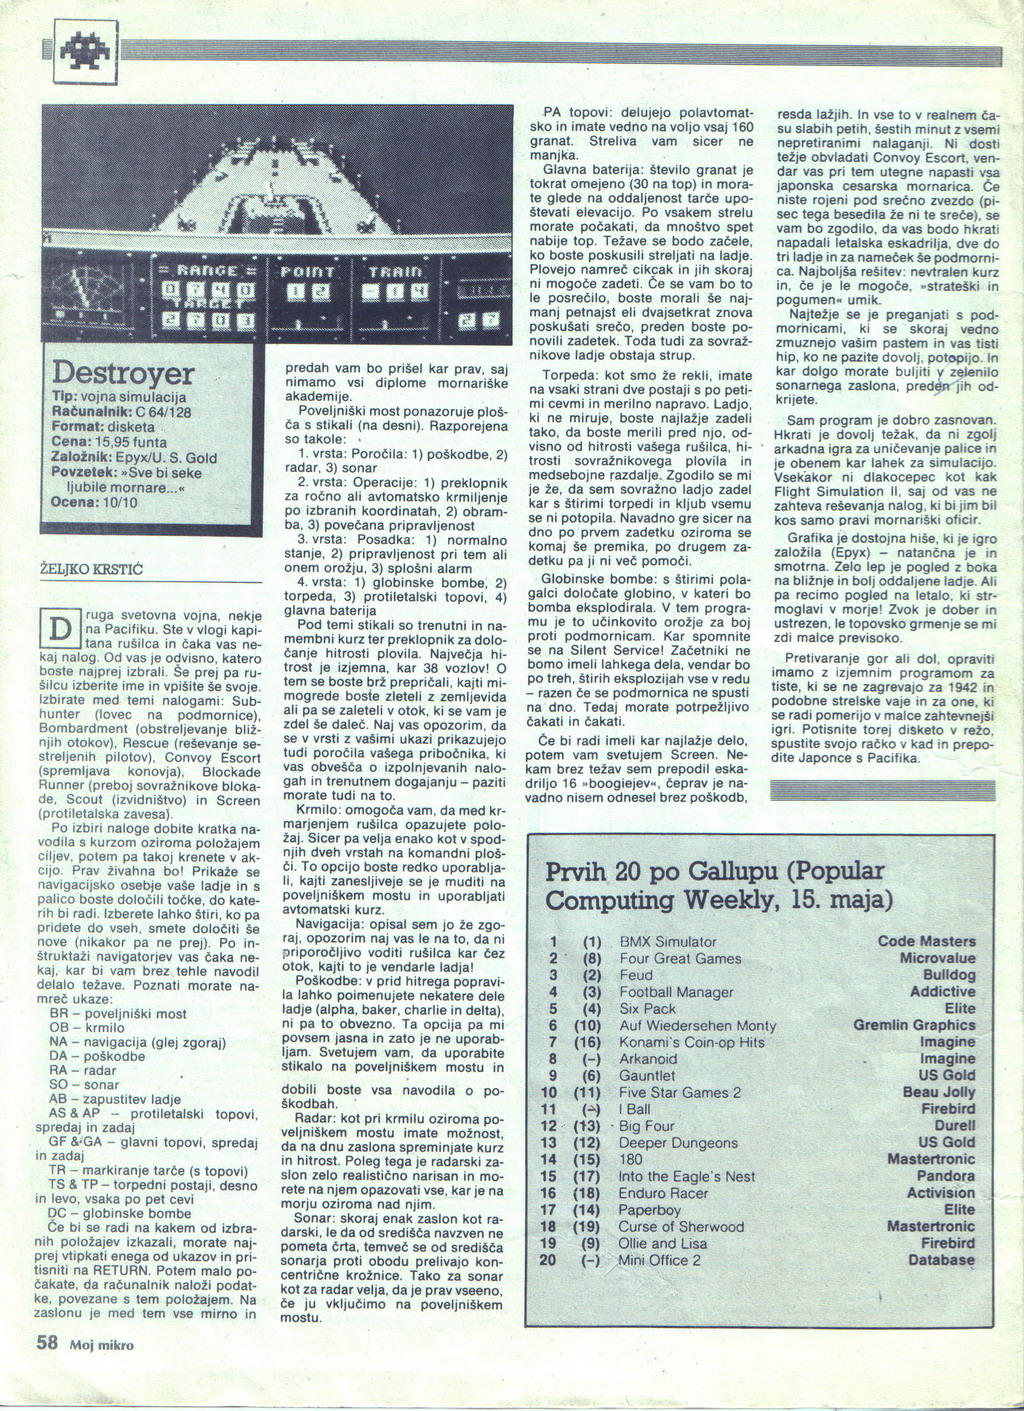 RANGE
0740
TARGET
2703
POINT
12
TRAIN
-14
Destroyer
Tip: vojna simulacija
Računalnik: C 64/128
Format: disketa
Cena: 15,95 funta
Založnik: Epyx/U. S. Gold
Povzetek: »Sve bi seke
ljubile mornare...«
Ocena: 10/10
ŽELJKO KRSTIĆ
Druga svetovna vojna, nekje
na Pacifiku. Ste v vlogi kapi-
tana rušilca in čaka vas ne-
kaj nalog. Od vas je odvisno, katero
boste najprej izbrali. Še prej pa ru-
šilcu izberite ime in vpišite še svoje.
Izbirate med temi nalogami: Sub-
hunter (lovec na podmornice),
Bombardment (obstreljevanje bliž-
njih otokov), Rescue (reševanje se-
streljenih pilotov), Convoy Escort
(spremljava konvoja), Blockade
Runner (preboj sovražnikove bloka-
de, Scout (izvidništvo) in Screen
(protiletalska zavesa).
Po izbiri naloge dobite kratka na-
vodila s kurzom oziroma položajem
ciljev, potem pa takoj krenete v ak-
cijo. Prav živahna bo! Prikaže se
navigacijsko osebje vaše ladje in s
palico boste določili točke, do kate-
rih bi radi. Izberete lahko štiri, ko pa
pridete do vseh, smete določiti še
nove (nikakor pa ne prej). Po in-
štruktaži navigatorjev vas čaka ne-
kaj, kar bi vam brez tehle navodil
delalo težave. Poznati morate na-
mreč ukaze:
BR – poveljniški most
OB – krmilo
NA – navigacija (glej zgoraj)
DA – poškodbe
RA – radar
SO – sonar
AB – zapustitev ladje
AS & AP – protiletalski topovi,
spredaj in zadaj
GF & GA – glavni topovi, spredaj
in zadaj
TR – markiranje tarče (s topovi)
TS & TP – torpedni postaji, desno
in levo, vsaka po pet cevi
DC – globinske bombe
Če bi se radi na kakem od izbra-
nih položajev izkazali, morate naj-
prej vtipkati enega od ukazov in pri-
tisniti na RETURN. Potem malo po-
čakate, da računalnik naloži podat-
ke, povezane s tem položajem. Na
zaslonu je med tem vse mirno in
predah vam bo prišel kar prav, saj
nimamo vsi diplome mornariške
akademije.
Poveljniški most ponazoruje ploš-
ča s stikali (na desni). Razporejena
so takole:
1. vrsta: Poročila: 1) poškodbe, 2)
radar, 3) sonar
2. vrsta: Operacije: 1) preklopnik
za ročno ali avtomatsko krmiljenje
po izbranih koordinatah, 2) obram-
ba, 3) povečana pripravljenost
3. vrsta: Posadka: 1) normalno
stanje, 2) pripravljenost pri tem ali
onem orožju, 3) splošni alarm
4. vrsta: 1) globinske bombe, 2)
torpeda, 3) protiletalski topovi, 4)
glavna baterija
Pod temi stikali so trenutni in na-
membni kurz ter preklopnik za dolo-
čanje hitrosti plovila. Največja hi-
trost je izjemna, kar 38 vozlov! O
tem se boste brž prepričali, kajti mi-
mogrede boste zleteli z zemljevida
ali pa se zaleteli v otok, ki se vam je
zdel še daleč. Naj vas opozorim, da
se v vrsti z vašimi ukazi prikazujejo
tudi poročila vašega pribočnika, ki
vas obvešča o izpolnjevanih nalo-
gah in trenutnem dogajanju – paziti
morate tudi na to.
Krmilo: omogoča vam, da med kr-
marjenjem rušilca opazujete polo-
žaj. Sicer pa velja enako kot v spod-
njih dveh vrstah na komandni ploš-
či. To opcijo boste redko uporablja-
li, kajti zanesljiveje se je muditi na
poveljniškem mostu in uporabljati
avtomatski kurz.
Navigacija: opisal sem jo že zgo-
raj, opozorim naj vas le na to, da ni
priporočljivo voditi rušilca kar čez
otok, kajti to je vendarle ladja!
Poškodbe: v prid hitrega popravi-
la lahko poimenujete nekatere dele
ladje (alpha, baker, charlie in delta),
ni pa to obvezno. Ta opcija pa mi
povsem jasna in zato je ne uporab-
ljam. Svetujem vam, da uporabite
stikalo na poveljniškem mostu in
dobili boste vsa navodila o po-
škodbah.
Radar: kot pri krmilu oziroma po-
veljniškem mostu imate možnost,
da na dnu zaslona spreminjate kurz
in hitrost. Poleg tega je radarski za-
slon zelo realistično narisan in mo-
rete na njem opazovati vse, kar je na
morju oziroma nad njim.
Sonar: skoraj enak zaslon kot ra-
darski, le da od središča navzven ne
pometa črta, temveč se od središča
sonarja proti obodu prelivajo kon-
centrične krožnice. Tako za sonar
kot za radar velja, da je prav vseeno,
če ju vključimo na poveljniškem
mostu.
PA topovi: delujejo polavtomat-
sko in imate vedno na voljo vsaj 160
granat. Streliva vam sicer ne
manjka.
Glavna baterija: število granat je
tokrat omejeno (30 na top) in mora-
te glede na oddaljenost tarče upo-
števati elevacijo. Po vsakem strelu
morate počakati, da mnoštvo spet
nabije top. Težave se bodo začele,
ko boste poskusili streljati na ladje.
Plovejo namreč cikcak in jih skoraj
ni mogoče zadeti. Če se vam bo to
le posrečilo, boste morali še naj-
manj petnajst eli dvajsetkrat znova
poskušati srečo, preden boste po-
novili zadetek. Toda tudi za sovraž-
nikove ladje obstaja strup.
Torpeda: kot smo že rekli, imate
na vsaki strani dve postaji s po peti-
mi cevmi in merilno napravo. Ladjo,
ki ne miruje, boste najlažje zadeli
tako, da boste merili pred njo, od-
visno od hitrosti vašega rušilca, hi-
trosti sovražnikovega plovila in
medsebojne razdalje. Zgodilo se mi
je že, da sem sovražno ladjo zadel
kar s štirimi torpedi in kljub vsemu
se ni potopila. Navadno gre sicer na
dno po prvem zadetku oziroma se
komaj še premika, po drugem za-
detku pa ji ni več pomoči.
Globinske bombe: s štirimi pola-
galci določate globino, v kateri bo
bomba eksplodirala. V tem progra-
mu je to učinkovito orožje za boj
proti podmornicam. Kar spomnite
se na Silent Service! Začetniki ne
bomo imeli lahkega dela, vendar bo
po treh, štirih eksplozijah vse v redu
– razen če se podmornica ne spusti
na dno. Tedaj morate potrpežljivo
čakati in čakati.
Če bi radi imeli kar najlažje delo,
potem vam svetujem Screen. Ne-
kam brez težav sem prepodil eska-
driljo 16 »boogiejev«, čeprav je na-
vadno nisem odnesel brez poškodb,
resda lažjih. In vse to v realnem ča-
su slabih petih, šestih minut z vsemi
nepretiranimi nalaganji. Ni dosti
težje obvladati Convoy Escort, ven-
dar vas pri tem utegne napasti vsa
japonska cesarska mornarica. Če
niste rojeni pod srečno zvezdo (pi-
sec tega besedila že ni te sreče), se
vam bo zgodilo, da vas bodo hkrati
napadali letalska eskadrilja, dve do
tri ladje in za nameček še podmorni-
ca. Najboljša rešitev: nevtralen kurz
in, če je le mogoče, »strateški in
pogumen« umik.
Najtežje se je preganjati s pod-
mornicami, ki se skoraj vedno
zmuznejo vašim pastem in vas tisti
hip, ko ne pazite dovolj, potopijo. In
kar dolgo morate buljiti v zelenilo
sonarnega zaslona, preden jih od-
krijete.
Sam program je dobro zasnovan.
Hkrati je dovolj težak, da ni zgolj
arkadna igra za uničevanje palice in
je obenem kar lahek za simulacijo.
Vsekakor ni dlakocepec kot kak
Flight Simulation II, saj od vas ne
zahteva reševanja nalog, ki bi jim bil
kos samo pravi mornariški oficir.
Grafika je dostojna hiše, ki je igro
založila (Epyx) – natančna je in
smotrna. Zelo lep je pogled z boka
na bližnje in bolj oddaljene ladje. Ali
pa recimo pogled na letalo, ki str-
moglavi v morje! Zvok je dober in
ustrezen, le topovsko grmenje se mi
zdi malce previsoko.
Pretivaranje gor ali dol, opraviti
imamo z izjemnim programom za
tiste, ki se ne zagrevajo za 1942 in
podobne strelske vaje in za one, ki
se radi pomerijo v malce zahtevnejši
igri. Potisnite torej disketo v režo,
spustite svojo račko v kad in prepo-
dite Japonce s Pacifika.
Prvih 20 po Gallupu (Popular
Computing Weekly, 15. maja)
1 (1) BMX Simulator Code Masters
2 (8) Four Great Games Microvalue
3 (2) Feud Bulldog
4 (3) Football Manager Addictive
5 (4) Six Pack Elite
6 (10) Auf Wiedersehen Monty Gremlin Graphics
7 (16) Konami's Coin-op Hits Imagine
8 (–) Arkanoid Imagine
9 (6) Gauntlet US Gold
10 (11) Five Star Games 2 Beau Jolly
11 (–) I Ball Firebird
12 (13) Big Four Durell
13 (12) Deeper Dungeons US Gold
14 (15) 180 Mastertronic
15 (17) Into the Eagle's Nest Pandora
16 (18) Enduro Racer Activision
17 (14) Paperboy Elite
18 (19) Curse of Sherwood Mastertronic
19 (9) Ollie and Lisa Firebird
20 (–) Mini Office 2 Database
58 Moj mikro